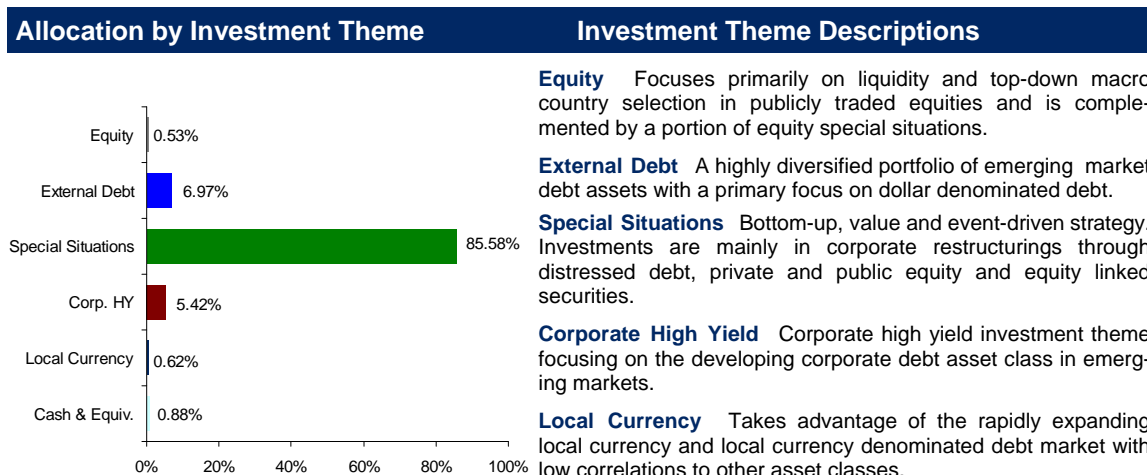 Allocation by Investment Theme
Equity 0.53%
External Debt 6.97%
Special Situations 85.58%
Corp. HY 5.42%
Local Currency 0.62%
Cash & Equiv. 0.88%
0% 20% 40% 60% 80% 100%
Investment Theme Descriptions
Equity Focuses primarily on liquidity and top-down macro
country selection in publicly traded equities and is comple-
mented by a portion of equity special situations.
External Debt A highly diversified portfolio of emerging market
debt assets with a primary focus on dollar denominated debt.
Special Situations Bottom-up, value and event-driven strategy.
Investments are mainly in corporate restructurings through
distressed debt, private and public equity and equity linked
securities.
Corporate High Yield Corporate high yield investment theme
focusing on the developing corporate debt asset class in emerg-
ing markets.
Local Currency Takes advantage of the rapidly expanding
local currency and local currency denominated debt market with
low correlations to other asset classes.